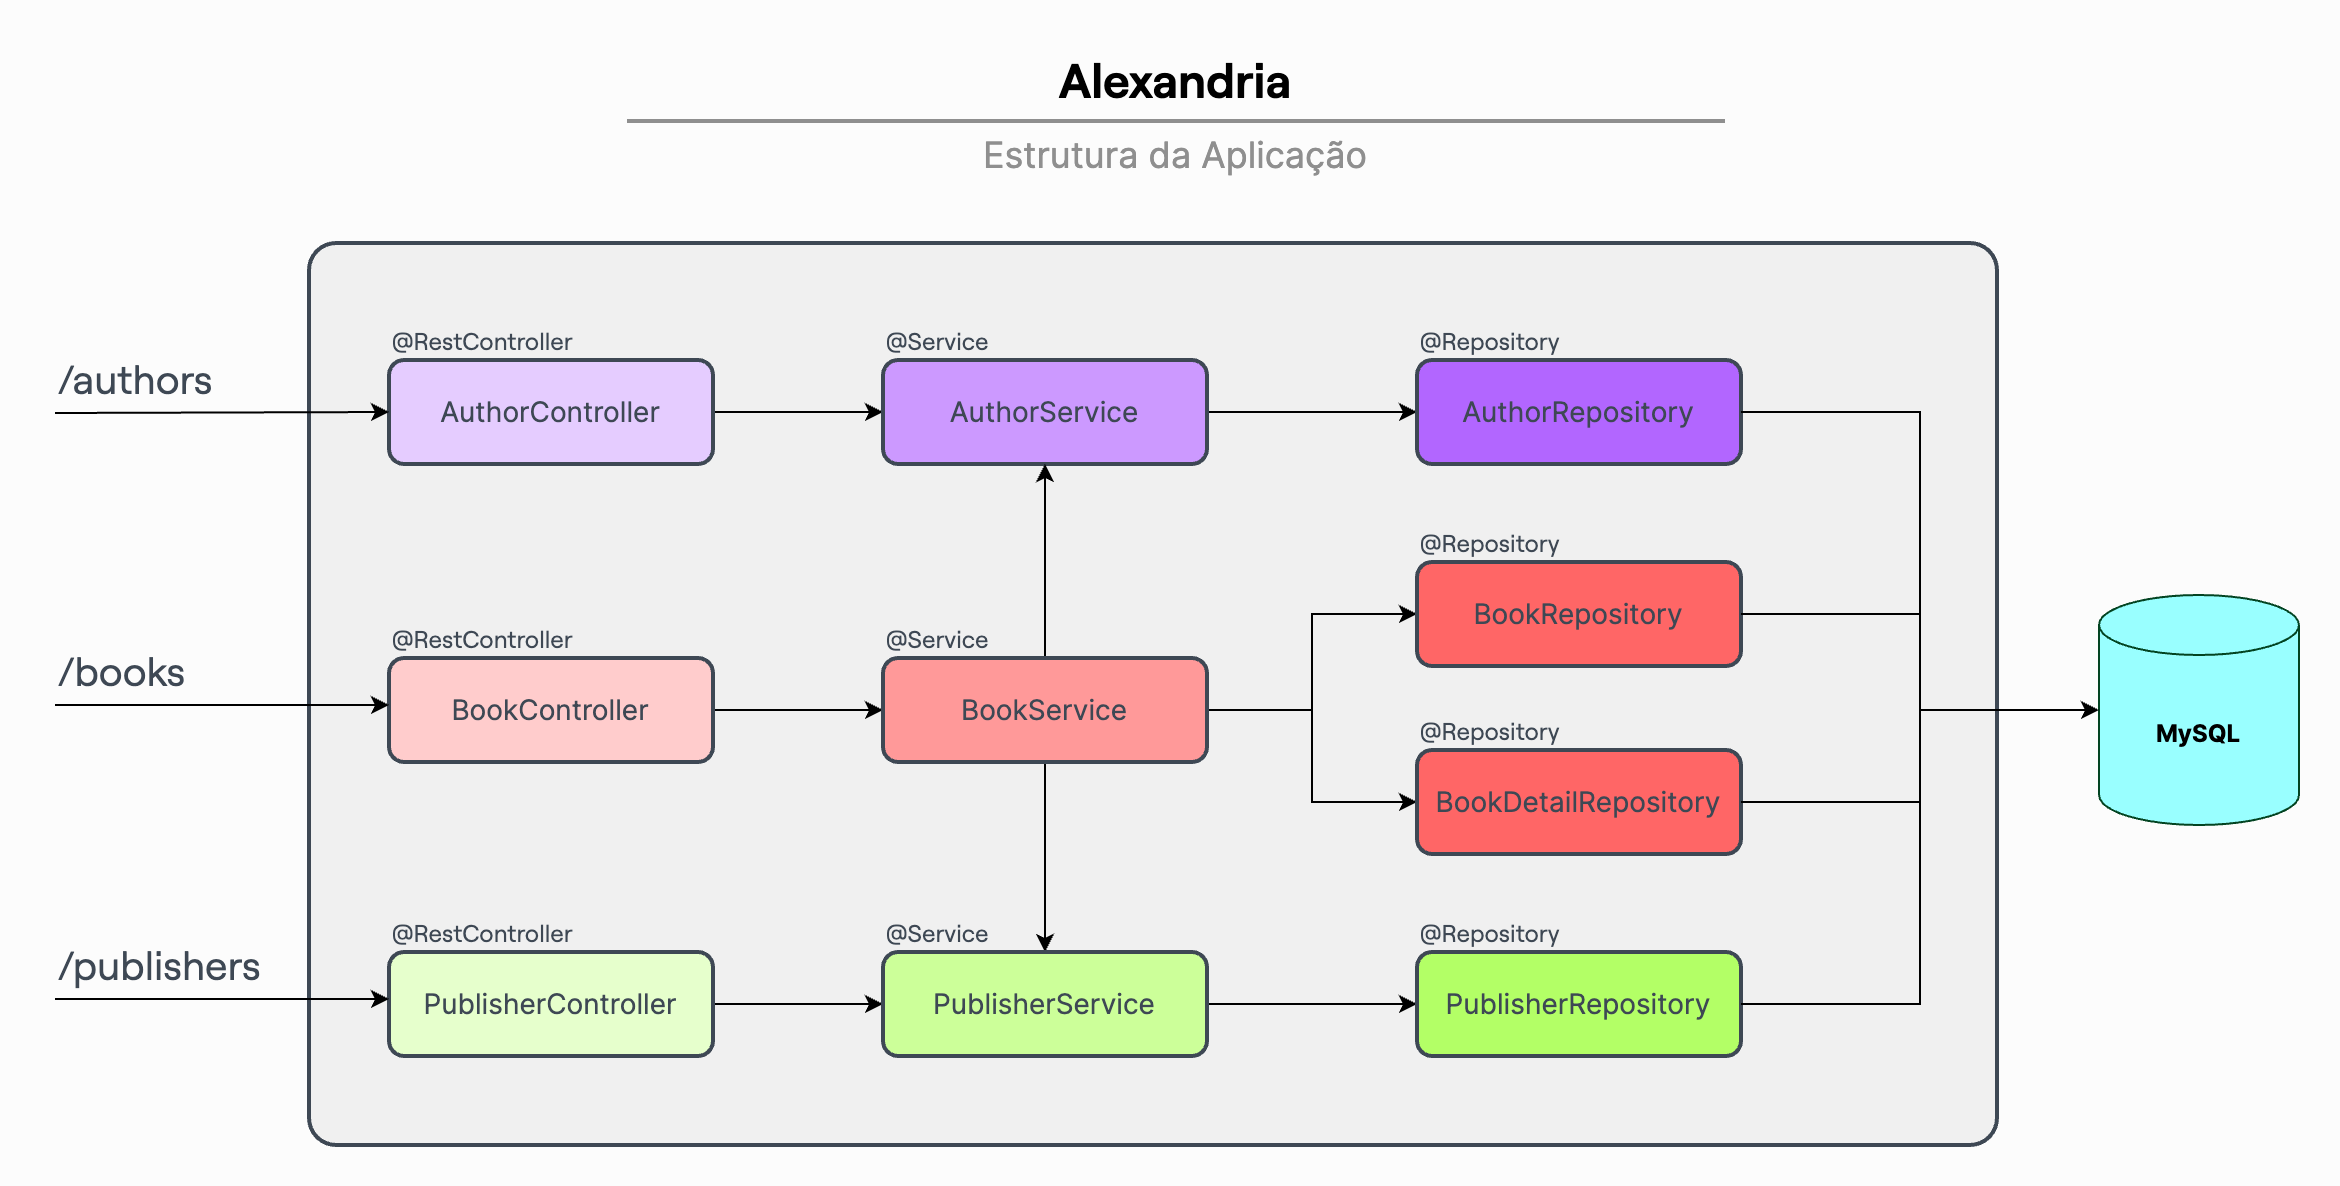 Alexandria
Estrutura da Aplicação
/authors
@RestController
AuthorController
@Service
AuthorService
@Repository
AuthorRepository
@Repository
BookRepository
/books
@RestController
BookController
@Service
BookService
@Repository
BookDetailRepository
MySQL
/publishers
@RestController
PublisherController
@Service
PublisherService
@Repository
PublisherRepository